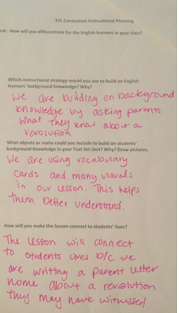 ETL Connection Instructional Planning
ask: How will you differentiate for the English learners in your class?
Which instructional strategy would you use to build on English
learners' background knowledge? Why?
We are building on background
knowledge by asking parents
what they know about a
revolution
What objects or realia could you include to build on students'
background knowledge in your Text Set Unit? Why? Draw pictures.
We are using vocabulary
cards and many visuals
in our lesson. This helps
them better understand.
How will you make the lesson connect to students' lives?
The lesson will connect
to students lives b/c we
are writing a parent letter
home about a revolution
they may have witnessed